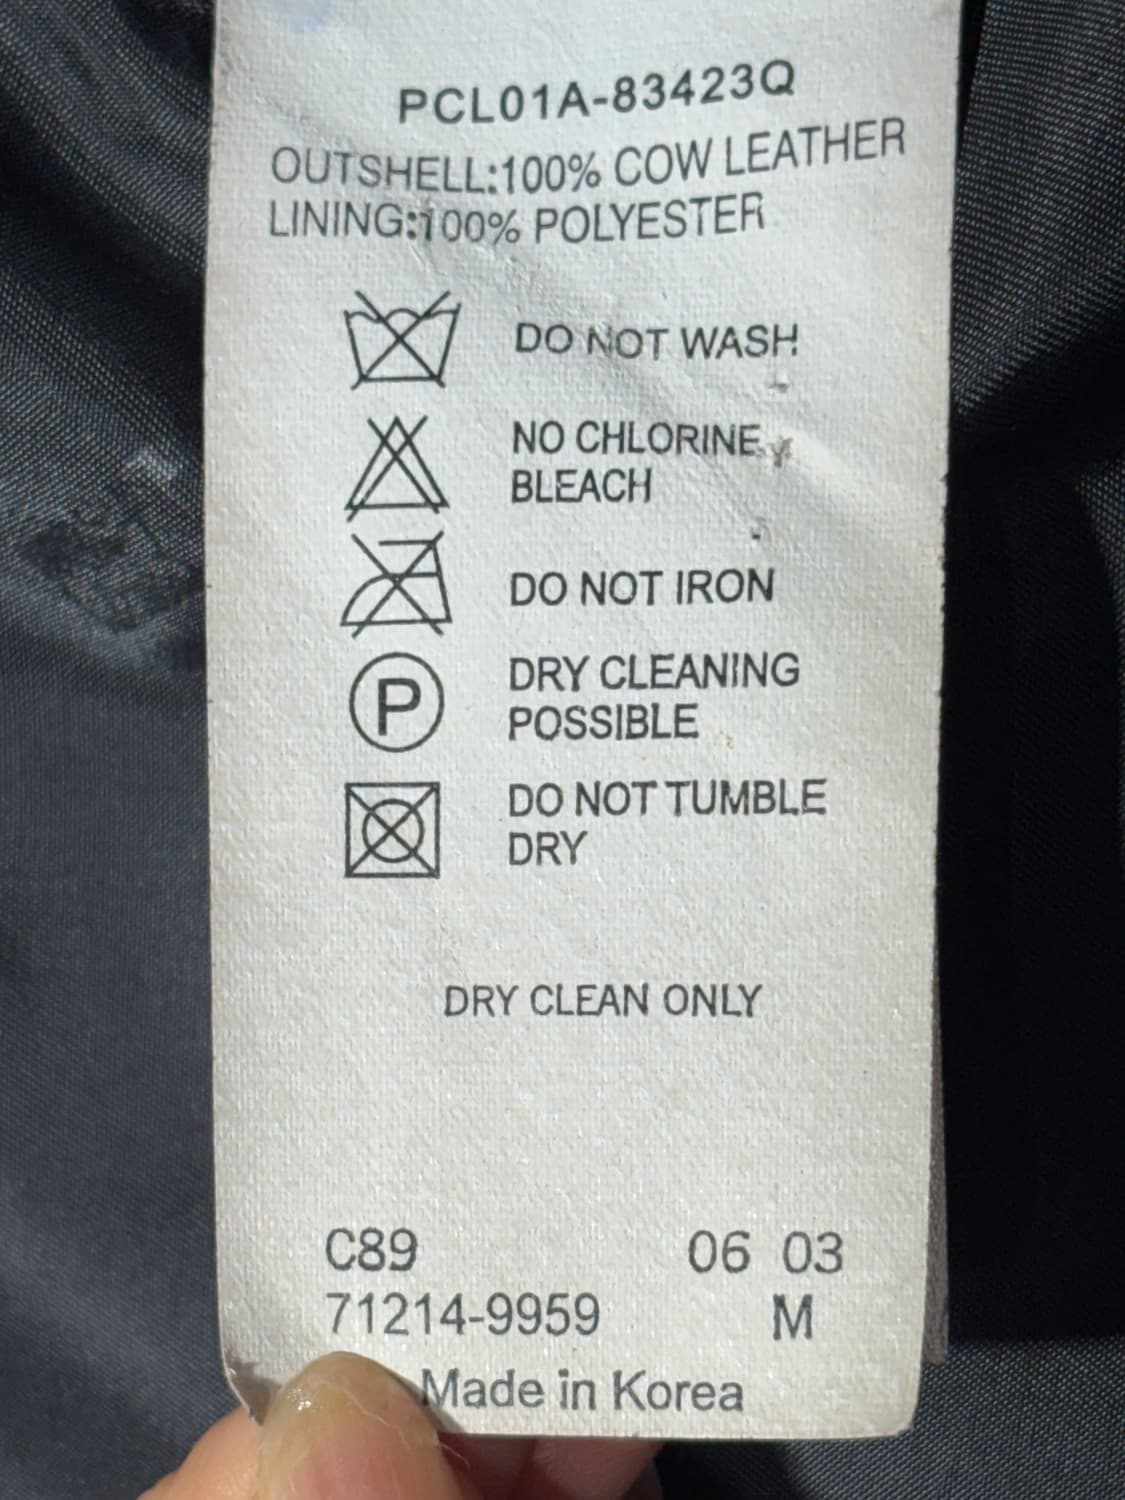 PCL01A-83423Q
OUTSHELL:100% COW LEATHER
LINING:100% POLYESTER
DO NOT WASH
NO CHLORINE
BLEACH
DO NOT IRON
P
DRY CLEANING
POSSIBLE
DO NOT TUMBLE
DRY
DRY CLEAN ONLY
C89 06 03
71214-9959 M
Made in Korea